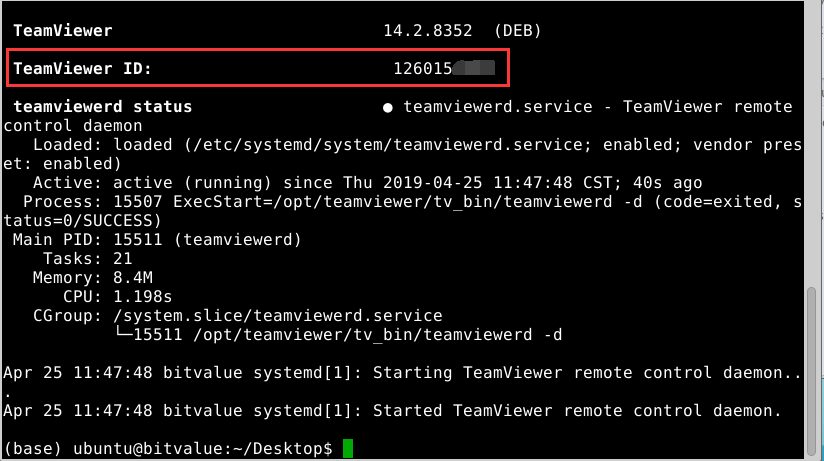 TeamViewer 14.2.8352 (DEB)
TeamViewer ID: 126015
teamviewerd status ● teamviewerd.service - TeamViewer remote
control daemon
Loaded: loaded (/etc/systemd/system/teamviewerd.service; enabled; vendor pres
et: enabled)
Active: active (running) since Thu 2019-04-25 11:47:48 CST; 40s ago
Process: 15507 ExecStart=/opt/teamviewer/tv_bin/teamviewerd -d (code=exited, s
tatus=0/SUCCESS)
Main PID: 15511 (teamviewerd)
Tasks: 21
Memory: 8.4M
CPU: 1.198s
CGroup: /system.slice/teamviewerd.service
└─15511 /opt/teamviewer/tv_bin/teamviewerd -d
Apr 25 11:47:48 bitvalue systemd[1]: Starting TeamViewer remote control daemon..
.
Apr 25 11:47:48 bitvalue systemd[1]: Started TeamViewer remote control daemon.
(base) ubuntu@bitvalue:~/Desktop$